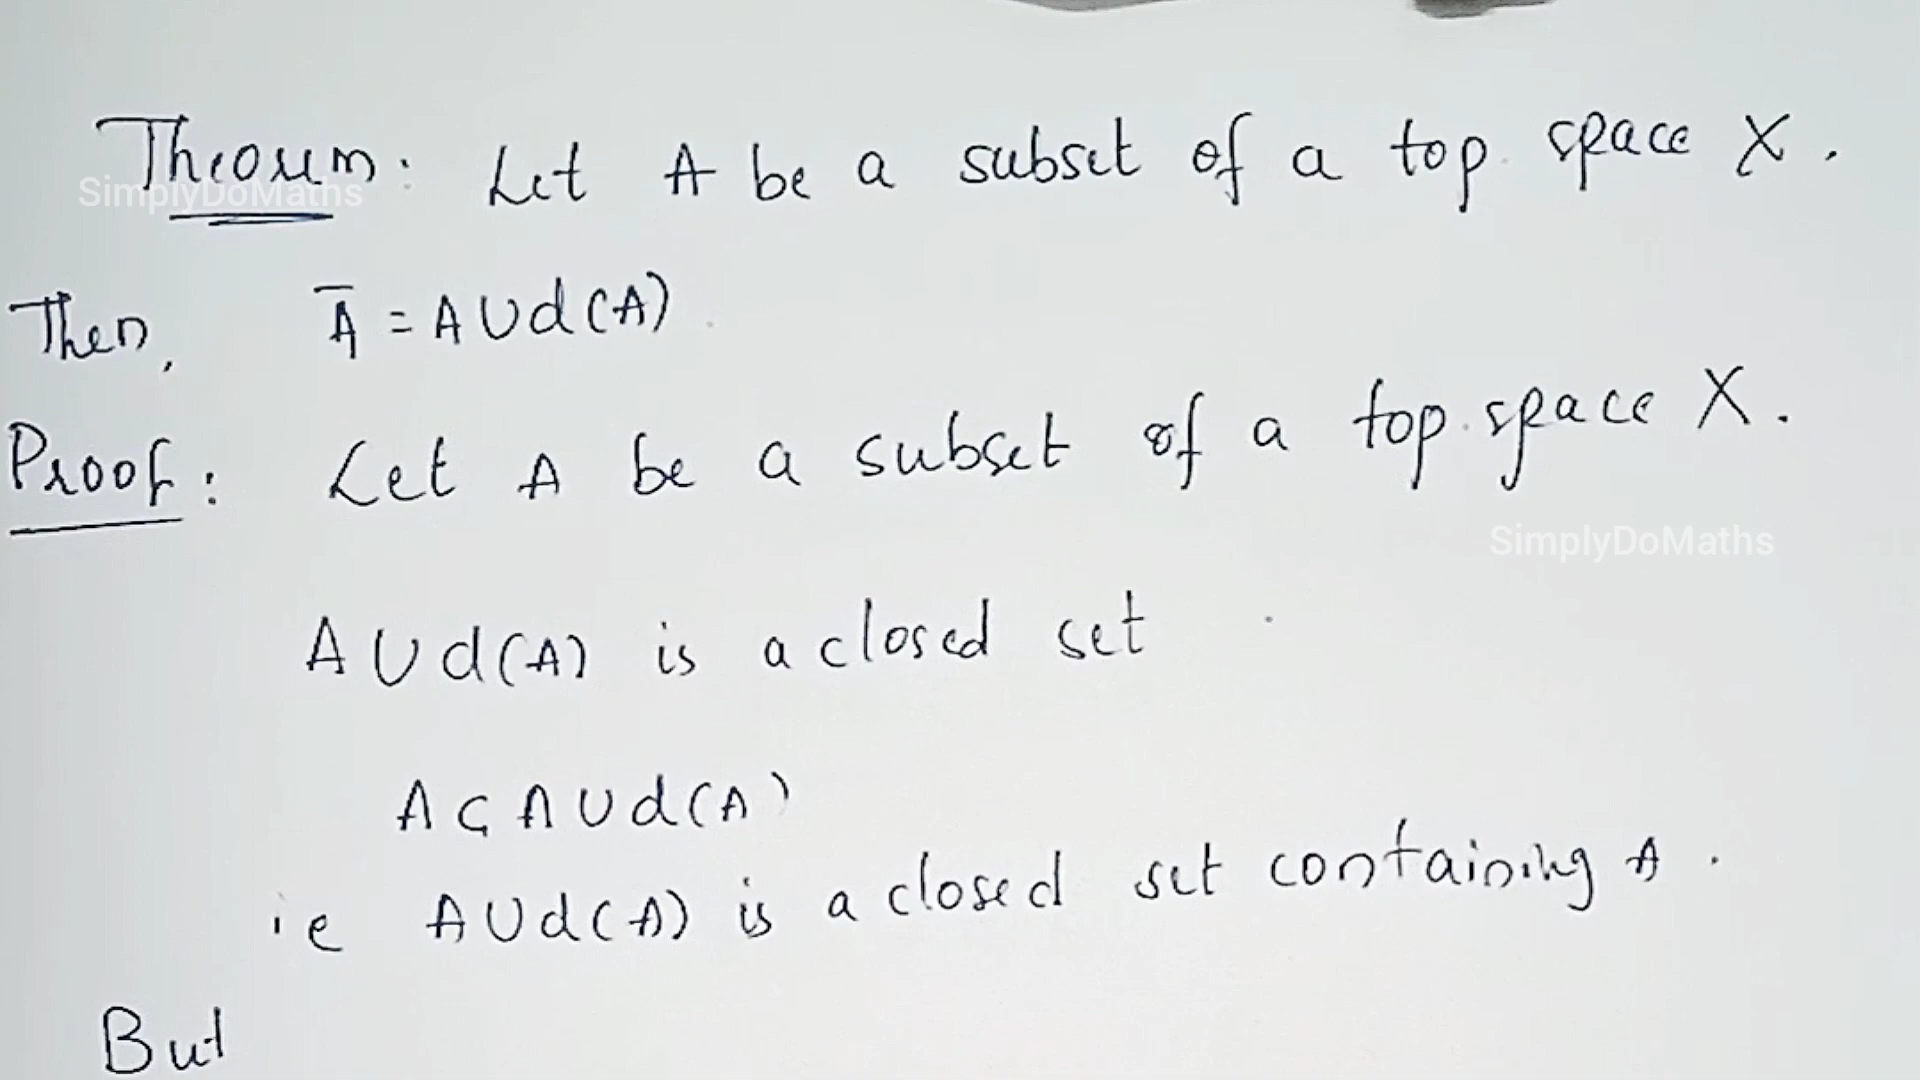 Theorem: Let A be a subset of a top. space X.
SimplyDoMaths
Then, A̅ = A ∪ d(A)
Proof: Let A be a subset of a top. space X.
SimplyDoMaths
A ∪ d(A) is a closed set
A ⊂ A ∪ d(A)
ie A ∪ d(A) is a closed set containing A.
But